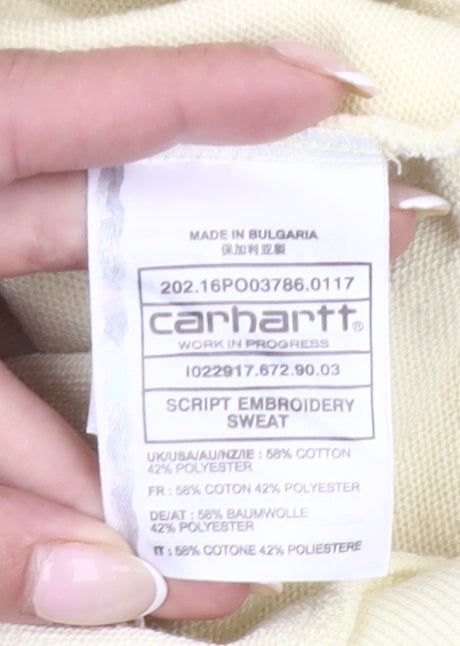 MADE IN BULGARIA
保加利亚製
202.16PO03786.0117
carhartt®
WORK IN PROGRESS
I022917.672.90.03
SCRIPT EMBROIDERY
SWEAT
UK/USA/AU/NZ/IE : 58% COTTON
42% POLYESTER
FR : 58% COTON 42% POLYESTER
DE/AT : 58% BAUMWOLLE
42% POLYESTER
IT : 58% COTONE 42% POLIESTERE